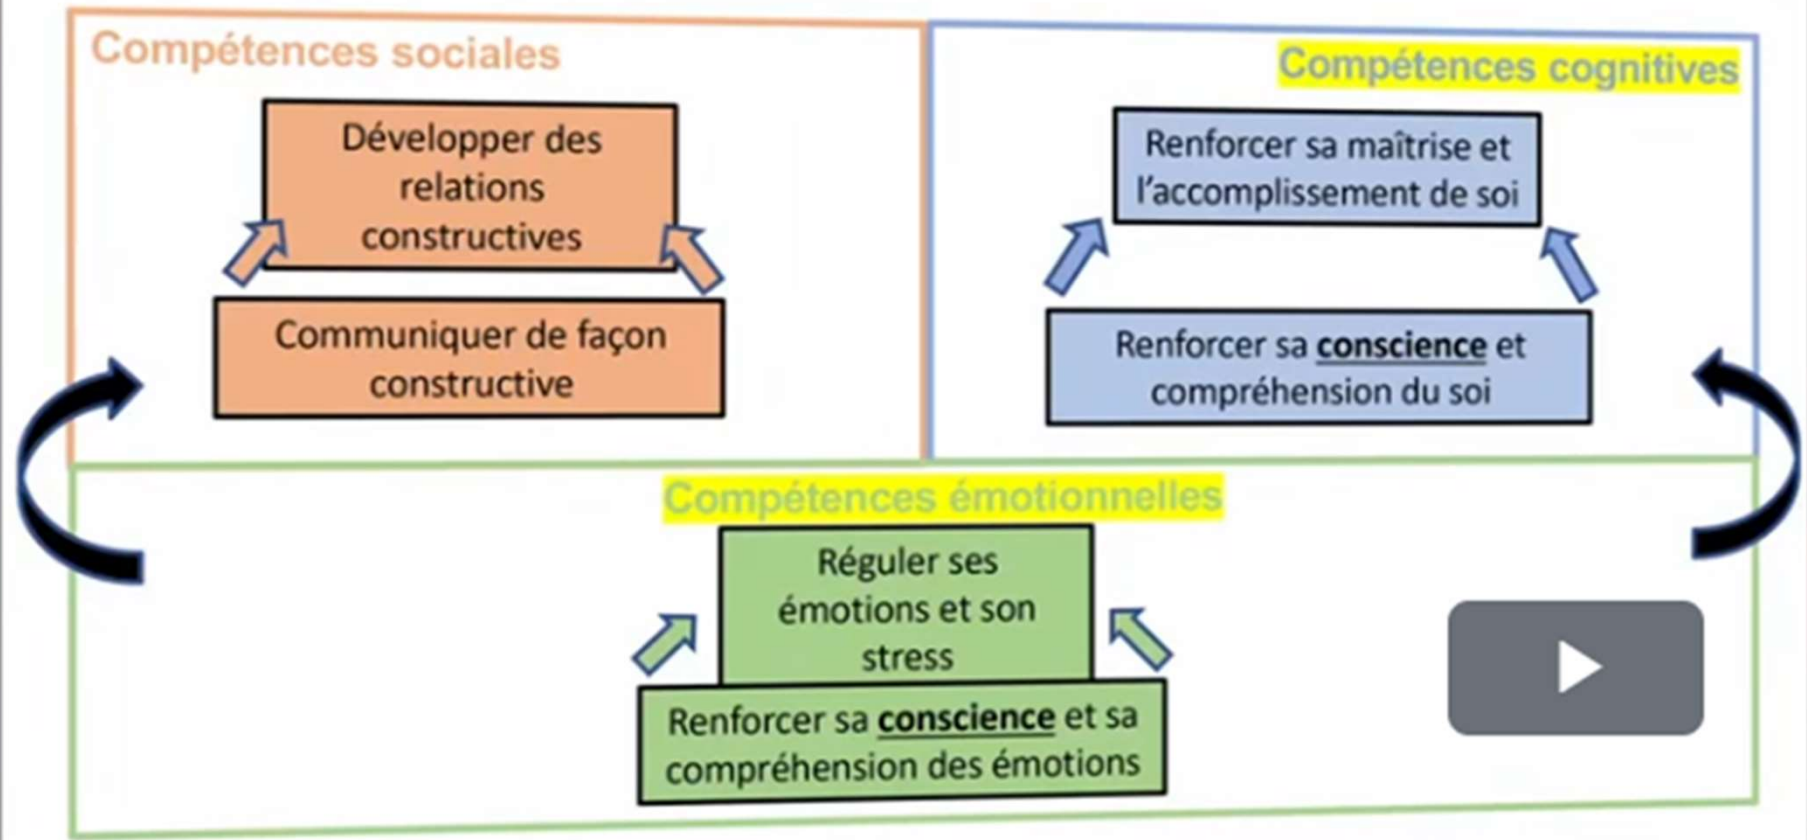 Compétences sociales
Développer des
relations
constructives
Communiquer de façon
constructive
Compétences cognitives
Renforcer sa maîtrise et
l'accomplissement de soi
Renforcer sa conscience et
compréhension du soi
Compétences émotionnelles
Réguler ses
émotions et son
stress
Renforcer sa conscience et sa
compréhension des émotions